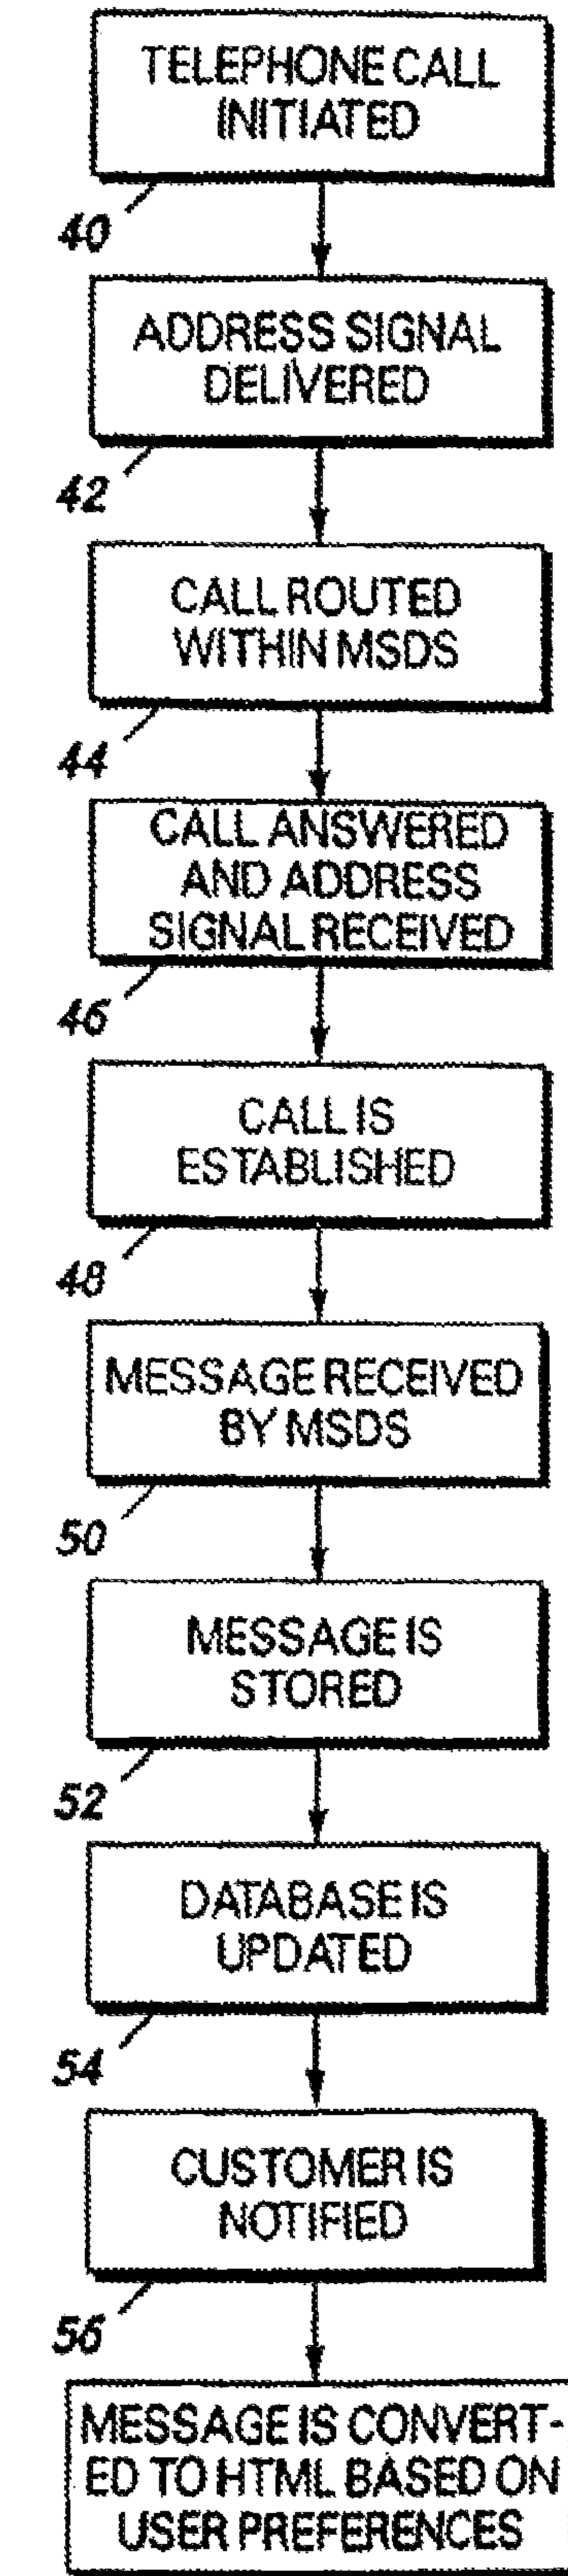 TELEPHONE CALL
INITIATED
40
ADDRESS SIGNAL
DELIVERED
42
CALL ROUTED
WITHIN MSDS
44
CALL ANSWERED
AND ADDRESS
SIGNAL RECEIVED
46
CALL IS
ESTABLISHED
48
MESSAGE RECEIVED
BY MSDS
50
MESSAGE IS
STORED
52
DATABASE IS
UPDATED
54
CUSTOMER IS
NOTIFIED
56
MESSAGE IS CONVERT-
ED TO HTML BASED ON
USER PREFERENCES